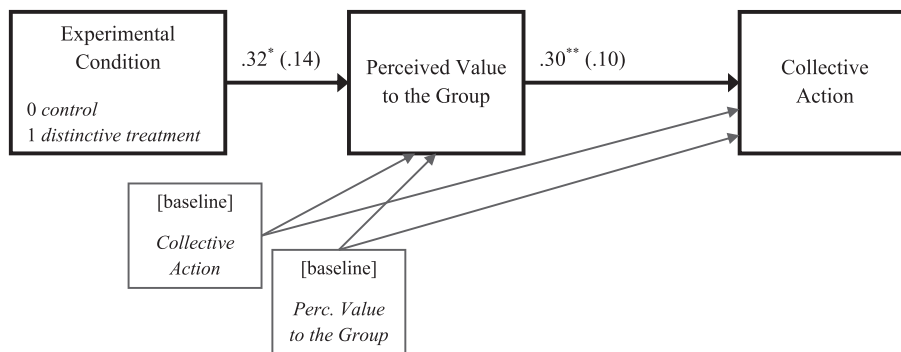 Experimental
Condition
0 control
1 distinctive treatment
.32* (.14)
Perceived Value
to the Group
.30** (.10)
Collective
Action
[baseline]
Collective
Action
[baseline]
Perc. Value
to the Group